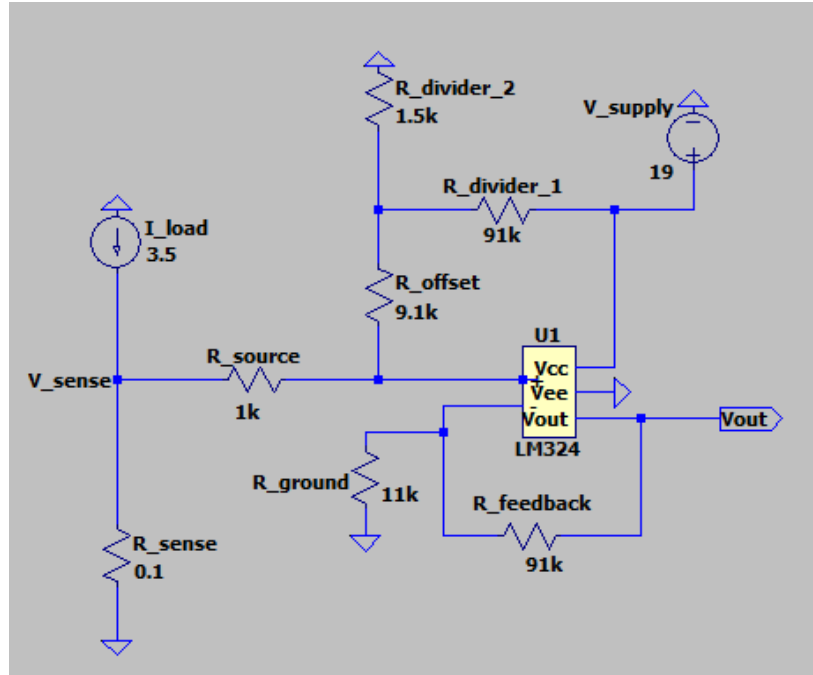 R_divider_2
1.5k
V_supply
19
R_divider_1
91k
I_load
3.5
R_offset
9.1k
U1
R_source
V_sense
1k
+
Vcc
Vee
-
Vout
LM324
Vout
R_ground
11k
R_feedback
91k
R_sense
0.1